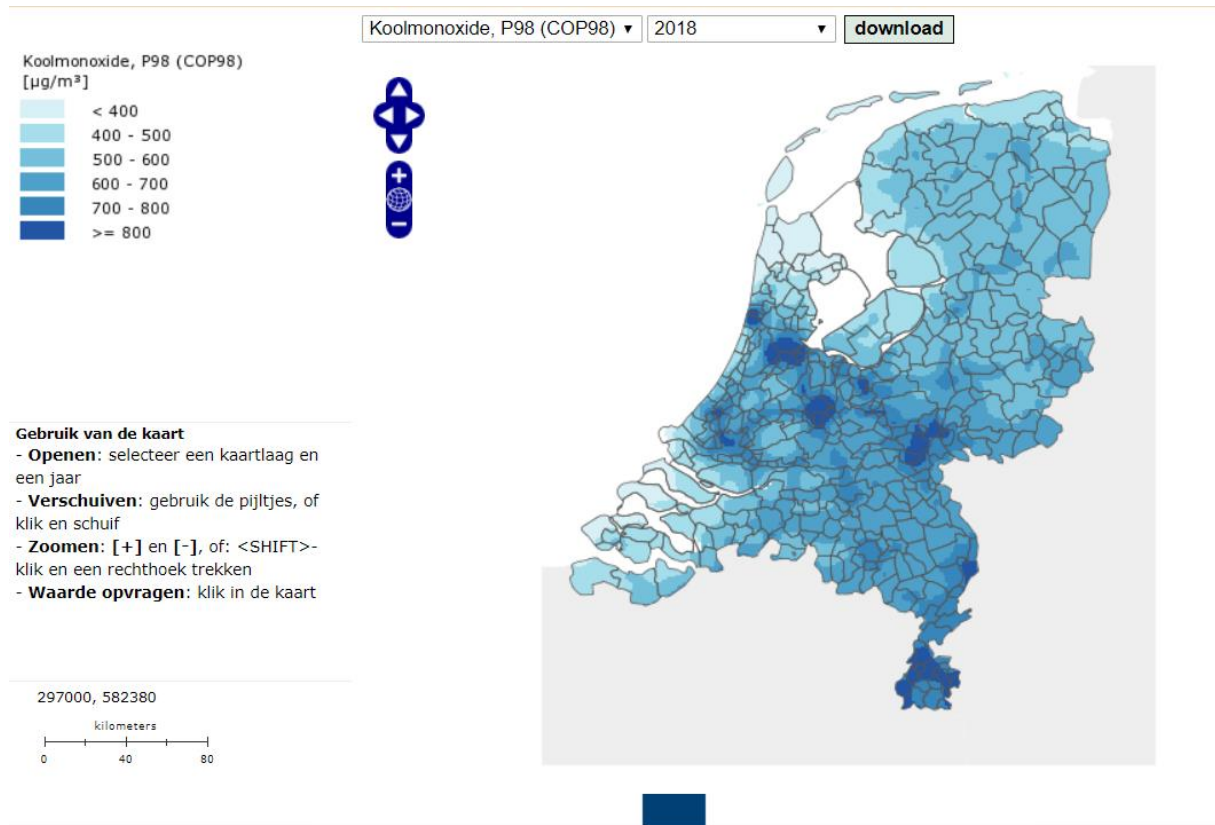 Koolmonoxide, P98 (COP98) 2018 download
Koolmonoxide, P98 (COP98)
[µg/m³]
< 400
400 - 500
500 - 600
600 - 700
700 - 800
>= 800
Gebruik van de kaart
- Openen: selecteer een kaartlaag en
een jaar
- Verschuiven: gebruik de pijltjes, of
klik en schuif
- Zoomen: [+] en [-], of: <SHIFT>-
klik en een rechthoek trekken
- Waarde opvragen: klik in de kaart
297000, 582380
kilometers
0 40 80